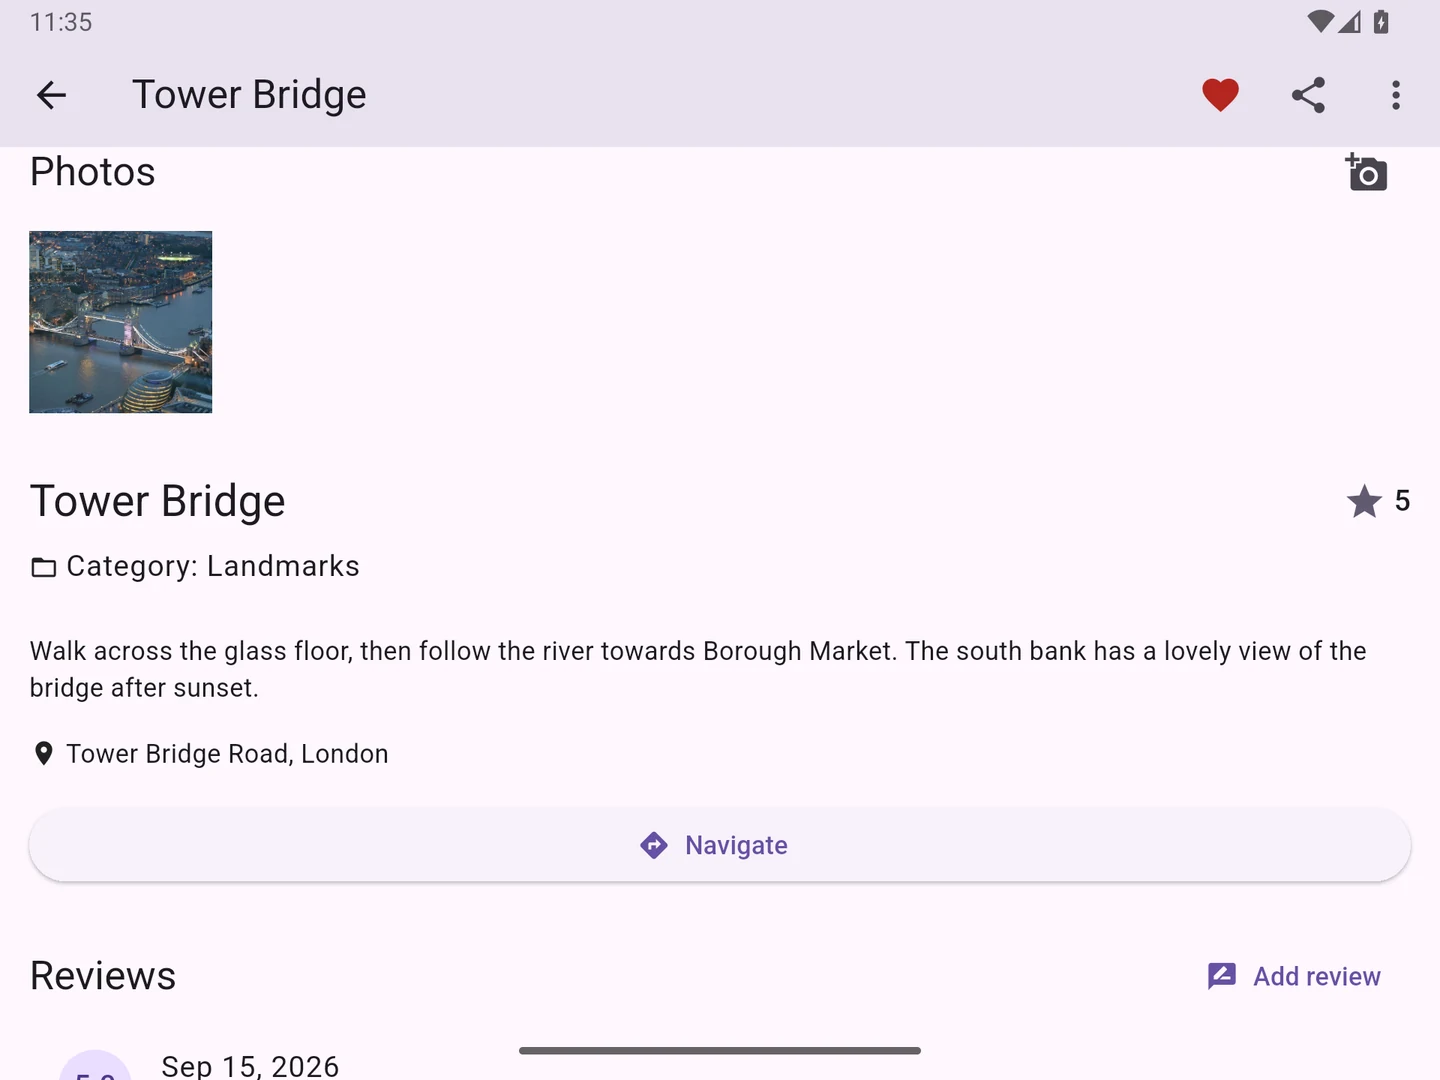 11:35
Tower Bridge
Photos
Tower Bridge
5
Category: Landmarks
Walk across the glass floor, then follow the river towards Borough Market. The south bank has a lovely view of the
bridge after sunset.
Tower Bridge Road, London
Navigate
Reviews
Add review
Sep 15, 2026